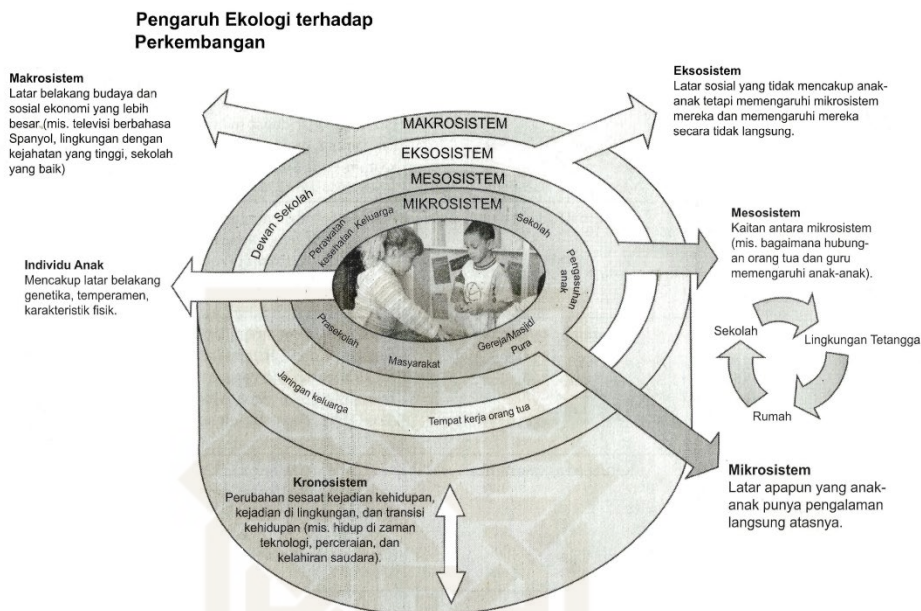 Pengaruh Ekologi terhadap
Perkembangan
Makrosistem
Latar belakang budaya dan
sosial ekonomi yang lebih
besar (mis. televisi berbahasa
Spanyol, lingkungan dengan
kejahatan yang tinggi, sekolah
yang baik)
Eksosistem
Latar sosial yang tidak mencakup anak-
anak tetapi memengaruhi mikrosistem
mereka dan memengaruhi mereka
secara tidak langsung.
MAKROSISTEM
EKSOSISTEM
MESOSISTEM
MIKROSISTEM
Dewan Sekolah
Perawatan
kesehatan
Keluarga
Sekolah
Pengasuhan
anak
Gereja/Masjid/
Pura
Masyarakat
Prasekolah
Jaringan keluarga
Tempat kerja orang tua
Individu Anak
Mencakup latar belakang
genetika, temperamen,
karakteristik fisik.
Mesosistem
Kaitan antara mikrosistem
(mis. bagaimana hubung-
an orang tua dan guru
memengaruhi anak-anak).
Sekolah
Lingkungan Tetangga
Rumah
Mikrosistem
Latar apapun yang anak-
anak punya pengalaman
langsung atasnya.
Kronosistem
Perubahan sesaat kejadian kehidupan,
kejadian di lingkungan, dan transisi
kehidupan (mis. hidup di zaman
teknologi, perceraian, dan
kelahiran saudara).